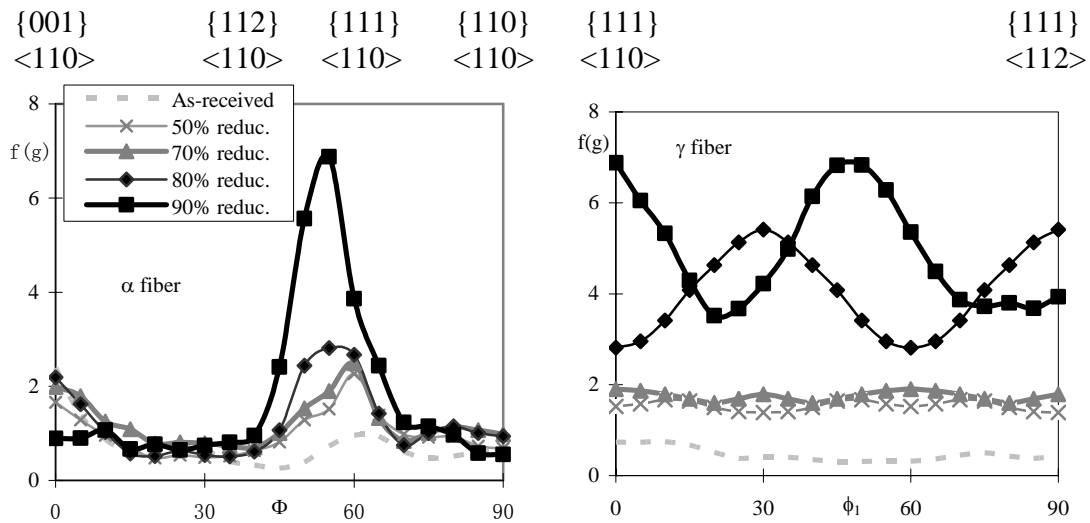 {001} {112} {111} {110} {111} {111}
<110> <110> <110> <110> <110> <112>
8 8
As-received
50% reduc.
f(g) 70% reduc. f(g) γ fiber
80% reduc.
6 90% reduc. 6
α fiber
4 4
2 2
0 0
0 30 Φ 60 90 0 30 ϕ1 60 90